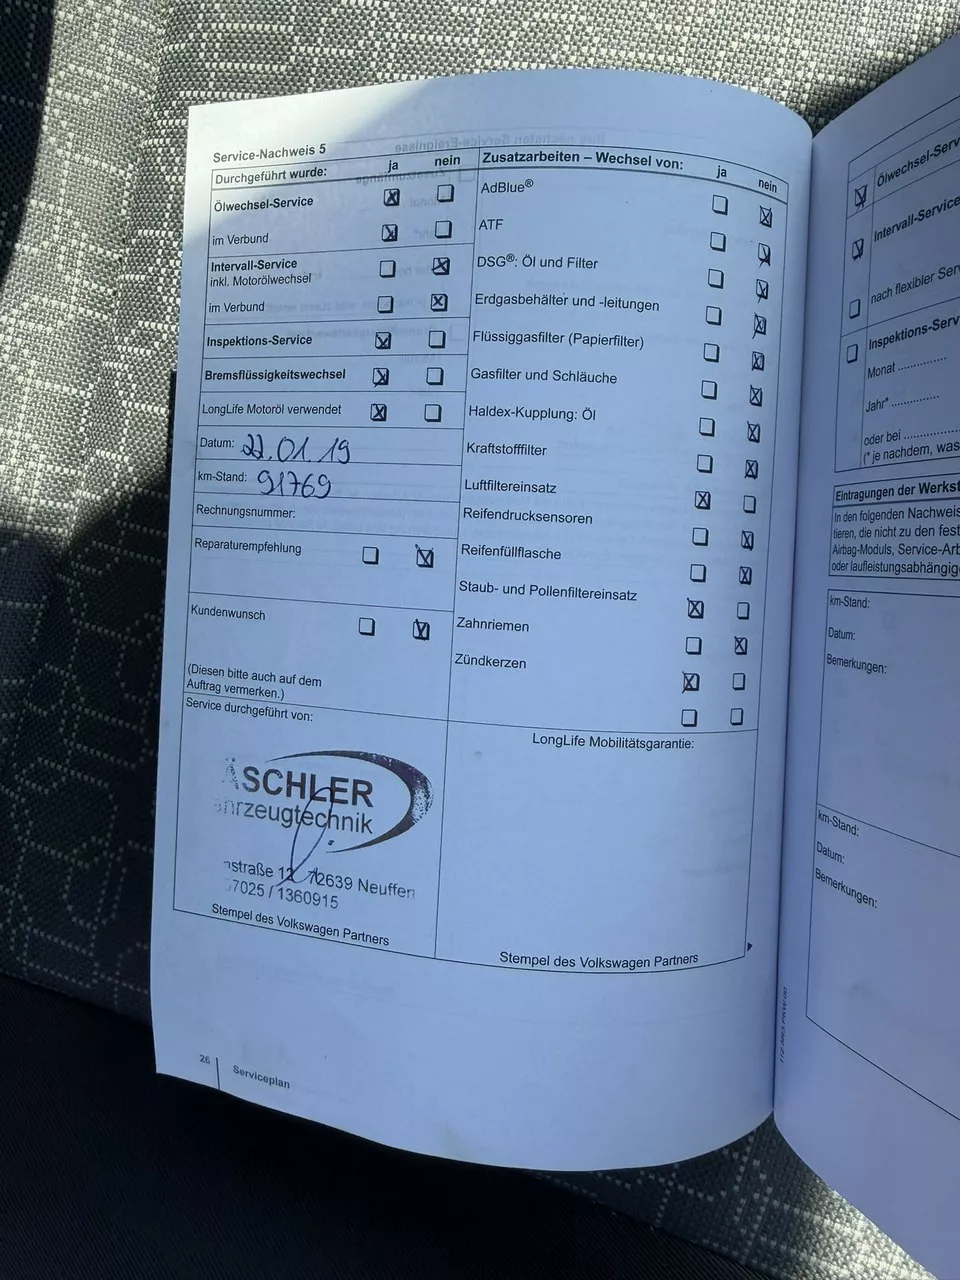 Service-Nachweis 5
Durchgeführt wurde: ja nein
Ölwechsel-Service
im Verbund
Intervall-Service
inkl. Motorölwechsel
im Verbund
Inspektions-Service
Bremsflüssigkeitswechsel
LongLife Motoröl verwendet
Datum: 22.01.19
km-Stand: 91769
Rechnungsnummer:
Reparaturempfehlung
Kundenwunsch
(Diesen bitte auch auf dem
Auftrag vermerken.)
Service durchgeführt von:
ÄSCHLER
ahrzeugtechnik
nstraße 12 72639 Neuffen
07025 / 1360915
Stempel des Volkswagen Partners
Zusatzarbeiten – Wechsel von: ja nein
AdBlue®
ATF
DSG®: Öl und Filter
Erdgasbehälter und -leitungen
Flüssiggasfilter (Papierfilter)
Gasfilter und Schläuche
Haldex-Kupplung: Öl
Kraftstofffilter
Luftfiltereinsatz
Reifendrucksensoren
Reifenfüllflasche
Staub- und Pollenfiltereinsatz
Zahnriemen
Zündkerzen
LongLife Mobilitätsgarantie:
Stempel des Volkswagen Partners
26 Serviceplan
Ölwechsel-Serv
Intervall-Service
nach flexibler Ser
Inspektions-Serv
Monat ...............
Jahr* ...............
oder bei ...............
(* je nachdem, was
Eintragungen der Werkst
In den folgenden Nachweis
tieren, die nicht zu den fest
Airbag-Moduls, Service-Arb
oder laufleistungsabhängig
km-Stand:
Datum:
Bemerkungen:
km-Stand:
Datum:
Bemerkungen: